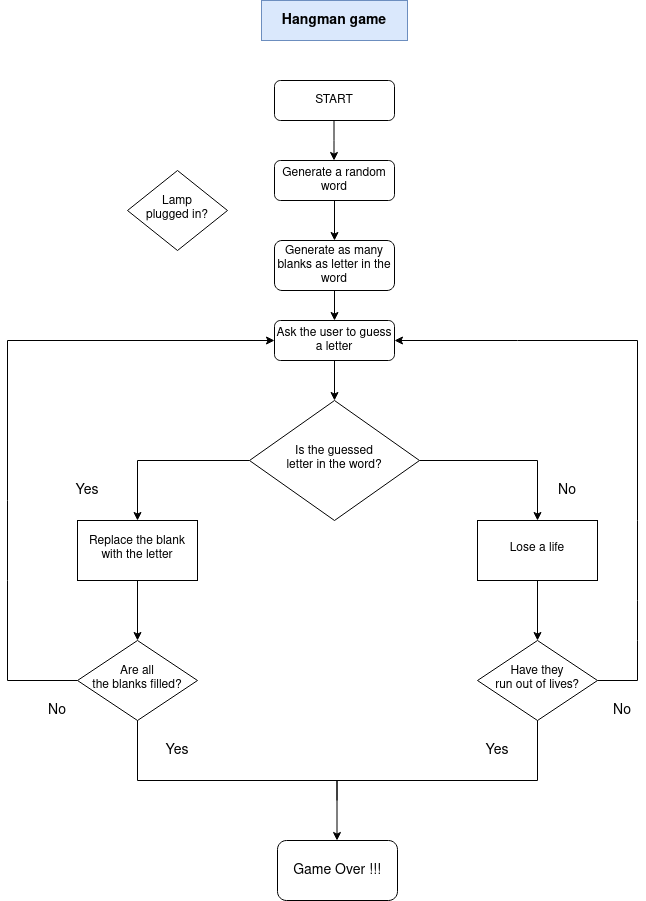 Hangman game
START
Generate a random
word
Lamp
plugged in?
Generate as many
blanks as letter in the
word
Ask the user to guess
a letter
Is the guessed
letter in the word?
Yes
No
Replace the blank
with the letter
Lose a life
Are all
the blanks filled?
Have they
run out of lives?
No
No
Yes
Yes
Game Over !!!